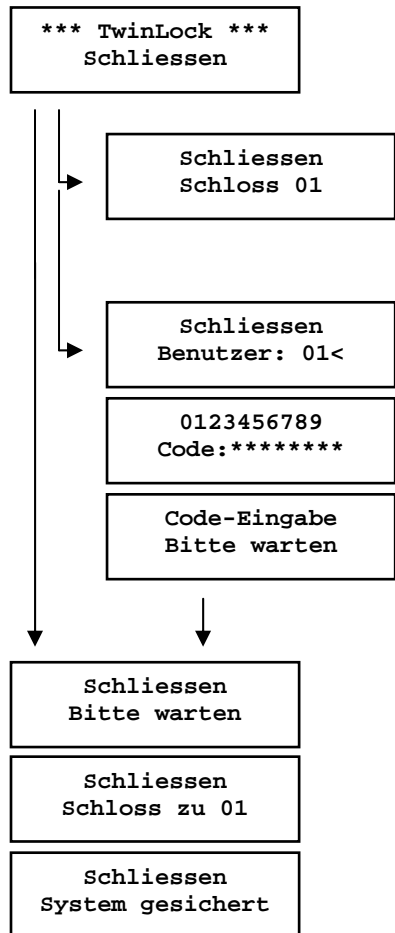 *** TwinLock ***
Schliessen
Schliessen
Schloss 01
Schliessen
Benutzer: 01<
0123456789
Code:********
Code-Eingabe
Bitte warten
Schliessen
Bitte warten
Schliessen
Schloss zu 01
Schliessen
System gesichert